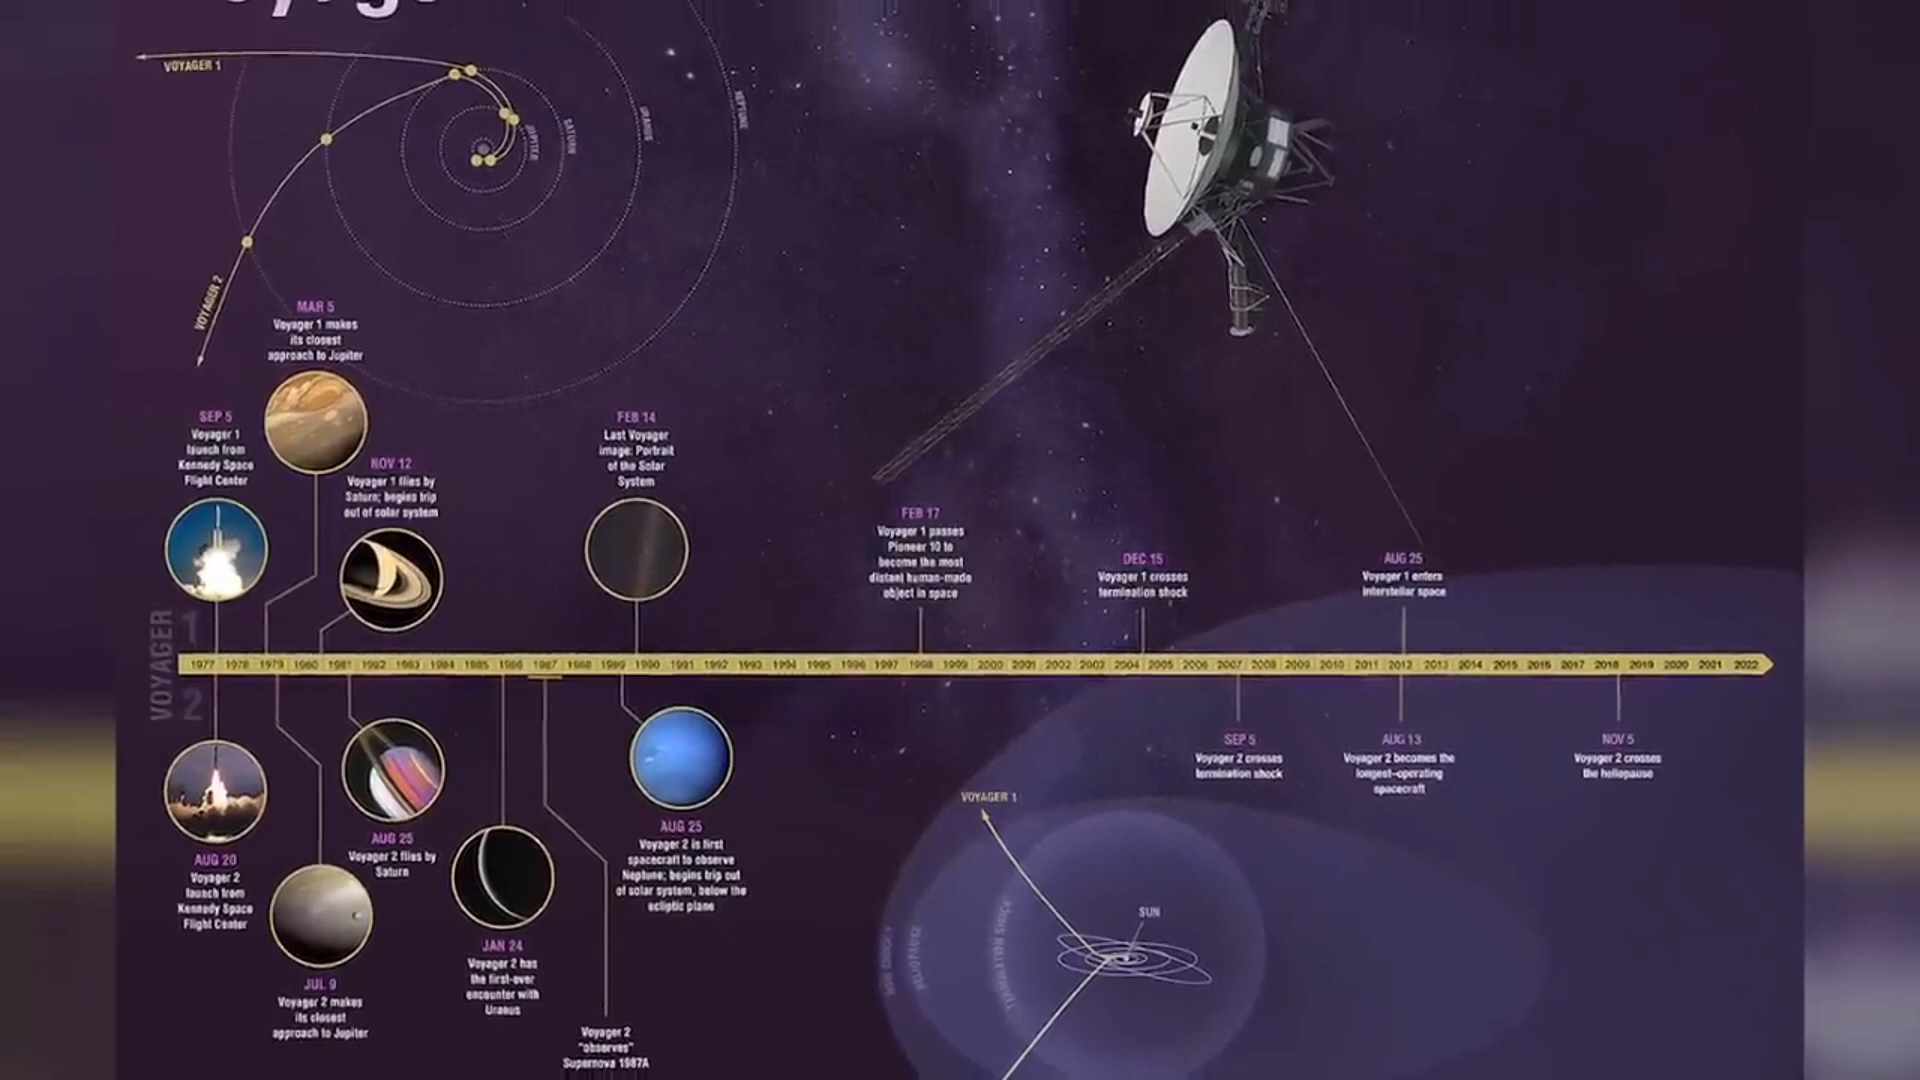 VOYAGER 1
JUPITER
SATURN
URANUS
NEPTUNE
VOYAGER 2
MAR 5
Voyager 1 makes
its closest
approach to Jupiter
SEP 5
Voyager 1
launch from
Kennedy Space
Flight Center
NOV 12
Voyager 1 flies by
Saturn; begins trip
out of solar system
FEB 14
Last Voyager
image: Portrait
of the Solar
System
FEB 17
Voyager 1 passes
Pioneer 10 to
become the most
distant human-made
object in space
DEC 15
Voyager 1 crosses
termination shock
AUG 25
Voyager 1 enters
interstellar space
VOYAGER
1
2
1977 1978 1979 1980 1981 1982 1983 1984 1985 1986 1987 1988 1989 1990 1991 1992 1993 1994 1995 1996 1997 1998 1999 2000 2001 2002 2003 2004 2005 2006 2007 2008 2009 2010 2011 2012 2013 2014 2015 2016 2017 2018 2019 2020 2021 2022
AUG 20
Voyager 2
launch from
Kennedy Space
Flight Center
JUL 9
Voyager 2 makes
its closest
approach to Jupiter
AUG 25
Voyager 2 flies by
Saturn
JAN 24
Voyager 2 has
the first-ever
encounter with
Uranus
Voyager 2
"observes"
Supernova 1987A
AUG 25
Voyager 2 is first
spacecraft to observe
Neptune; begins trip out
of solar system, below the
ecliptic plane
SEP 5
Voyager 2 crosses
termination shock
AUG 13
Voyager 2 becomes the
longest-operating
spacecraft
NOV 5
Voyager 2 crosses
the heliopause
VOYAGER 1
SUN
TERMINATION SHOCK
HELIOPAUSE